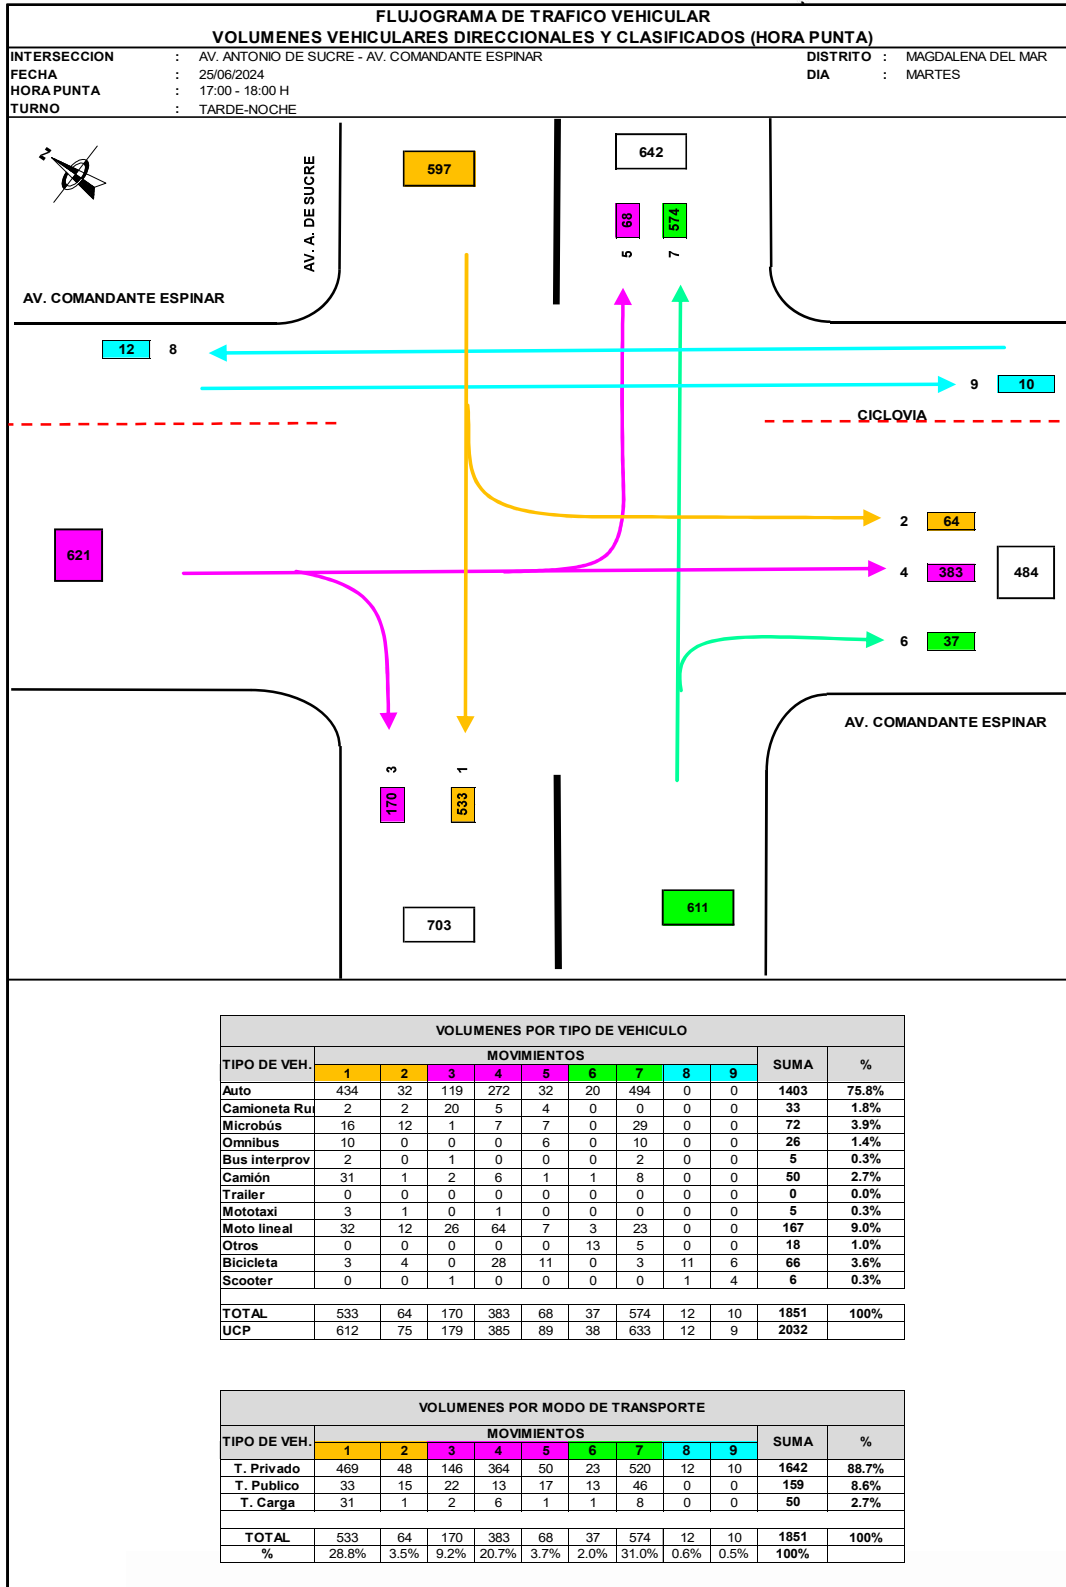 FLUJOGRAMA DE TRAFICO VEHICULAR
VOLUMENES VEHICULARES DIRECCIONALES Y CLASIFICADOS (HORA PUNTA)
INTERSECCION : AV. ANTONIO DE SUCRE - AV. COMANDANTE ESPINAR DISTRITO : MAGDALENA DEL MAR
FECHA : 25/06/2024 DIA : MARTES
HORA PUNTA : 17:00 - 18:00 H
TURNO : TARDE-NOCHE
N
AV. A. DE SUCRE
597
642
68 574
5 7
AV. COMANDANTE ESPINAR
12 8
9 10
CICLOVIA
2 64
621
4 383 484
6 37
AV. COMANDANTE ESPINAR
3 1
170 533
611
703
VOLUMENES POR TIPO DE VEHICULO
TIPO DE VEH. MOVIMIENTOS SUMA %
1 2 3 4 5 6 7 8 9
Auto 434 32 119 272 32 20 494 0 0 1403 75.8%
Camioneta Ru 2 2 20 5 4 0 0 0 0 33 1.8%
Microbús 16 12 1 7 7 0 29 0 0 72 3.9%
Omnibus 10 0 0 0 6 0 10 0 0 26 1.4%
Bus interprov 2 0 1 0 0 0 2 0 0 5 0.3%
Camión 31 1 2 6 1 1 8 0 0 50 2.7%
Trailer 0 0 0 0 0 0 0 0 0 0 0.0%
Mototaxi 3 1 0 1 0 0 0 0 0 5 0.3%
Moto lineal 32 12 26 64 7 3 23 0 0 167 9.0%
Otros 0 0 0 0 0 13 5 0 0 18 1.0%
Bicicleta 3 4 0 28 11 0 3 11 6 66 3.6%
Scooter 0 0 1 0 0 0 0 1 4 6 0.3%
TOTAL 533 64 170 383 68 37 574 12 10 1851 100%
UCP 612 75 179 385 89 38 633 12 9 2032
VOLUMENES POR MODO DE TRANSPORTE
TIPO DE VEH. MOVIMIENTOS SUMA %
1 2 3 4 5 6 7 8 9
T. Privado 469 48 146 364 50 23 520 12 10 1642 88.7%
T. Publico 33 15 22 13 17 13 46 0 0 159 8.6%
T. Carga 31 1 2 6 1 1 8 0 0 50 2.7%
TOTAL 533 64 170 383 68 37 574 12 10 1851 100%
% 28.8% 3.5% 9.2% 20.7% 3.7% 2.0% 31.0% 0.6% 0.5% 100%